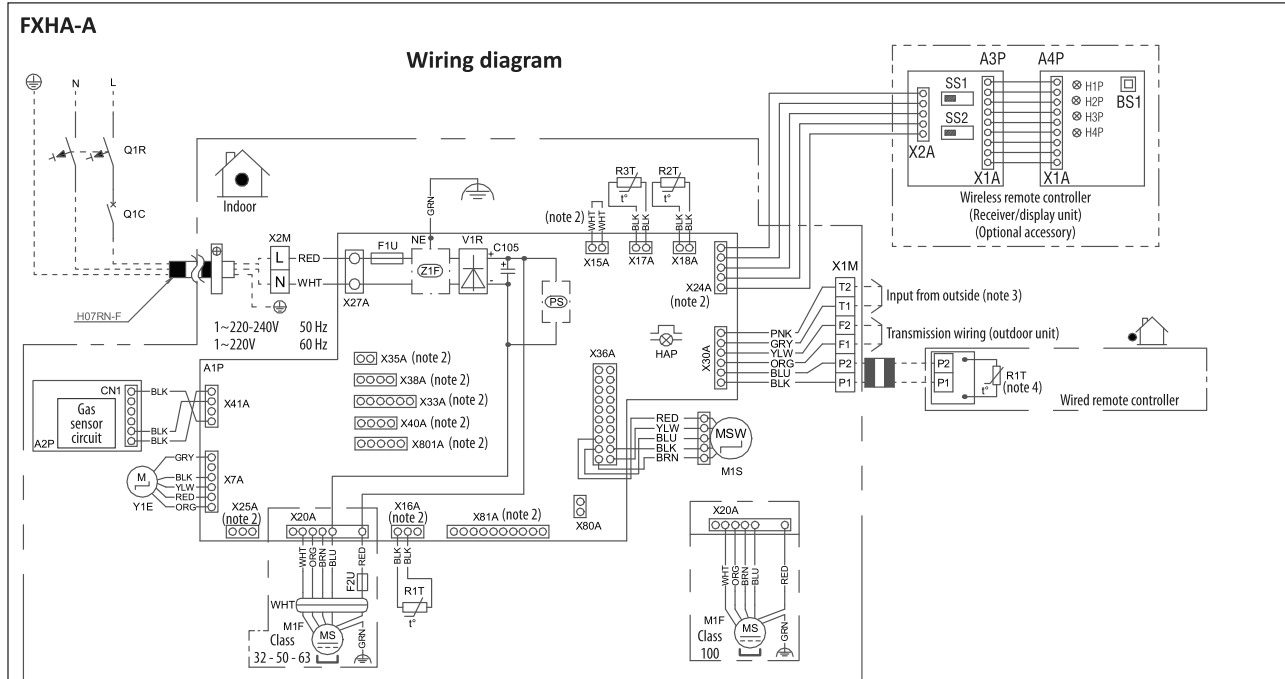 FXHA-A
Wiring diagram
N
L
Q1R
Q1C
H07RN-F
Indoor
X2M
L
N
RED
WHT
X27A
F1U
NE
GRN
Z1F
V1R
C105
+
-
PS
1~220-240V 50 Hz
1~220V 60 Hz
(note 2)
WHT
WHT
X15A
R3T
t°
BLK
BLK
X17A
R2T
t°
BLK
BLK
X18A
X24A
(note 2)
A3P
A4P
SS1
SS2
X2A
X1A
X1A
H1P
H2P
H3P
H4P
BS1
Wireless remote controller
(Receiver/display unit)
(Optional accessory)
X1M
T2
T1
F2
F1
P2
P1
Input from outside (note 3)
Transmission wiring (outdoor unit)
PNK
GRY
YLW
ORG
BLU
BLK
X30A
HAP
P2
P1
R1T
t°
(note 4)
Wired remote controller
A1P
X35A (note 2)
X38A (note 2)
X33A (note 2)
X40A (note 2)
X801A (note 2)
X36A
RED
YLW
BLU
BLK
BRN
MSW
M1S
CN1
Gas
sensor
circuit
A2P
BLK
BLK
BLK
X41A
M
Y1E
GRY
BLK
YLW
RED
ORG
X7A
X25A
(note 2)
X20A
X16A
(note 2)
X81A (note 2)
X80A
WHT
ORG
BRN
BLU
RED
F2U
WHT
M1F
Class
32 - 50 - 63
MS
GRN
BLK
BLK
R1T
t°
X20A
WHT
ORG
BRN
BLU
RED
M1F
Class
100
MS
GRN